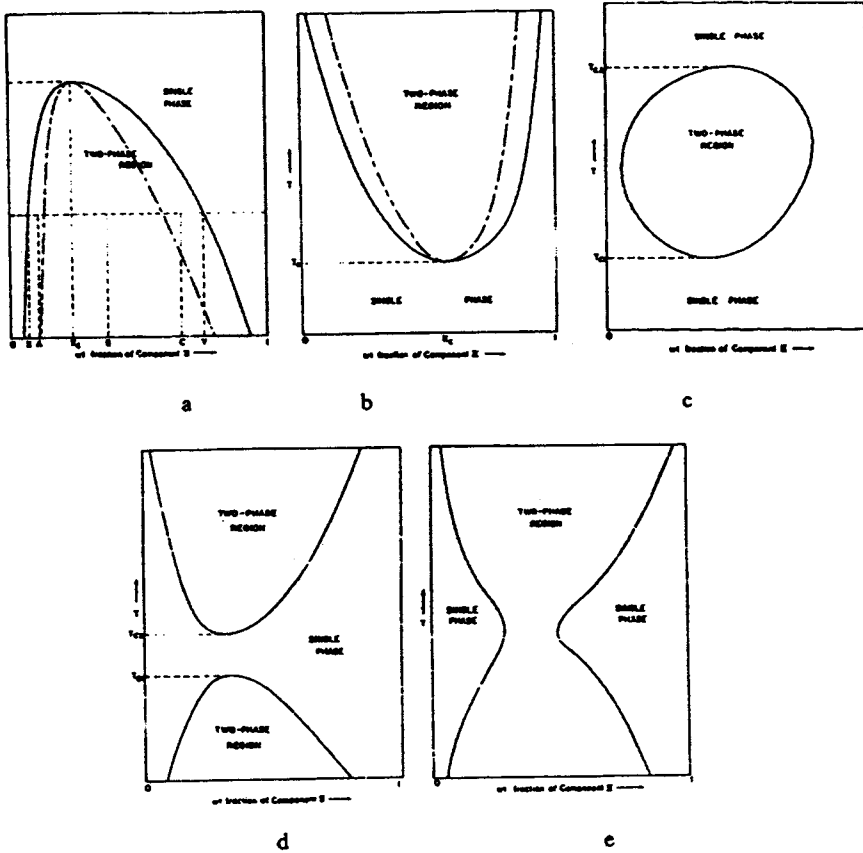 SINGLE
PHASE
TWO-PHASE
REGION
0
1
wt fraction of Component II
a
TWO-PHASE
REGION
T
SINGLE PHASE
0
1
wt fraction of Component II
b
SINGLE PHASE
TWO-PHASE
REGION
T
SINGLE PHASE
0
wt fraction of Component II
c
TWO-PHASE
REGION
T
SINGLE
PHASE
TWO-PHASE
REGION
0
1
wt fraction of Component II
d
TWO-PHASE
REGION
T
SINGLE
PHASE
SINGLE
PHASE
0
1
wt fraction of Component II
e